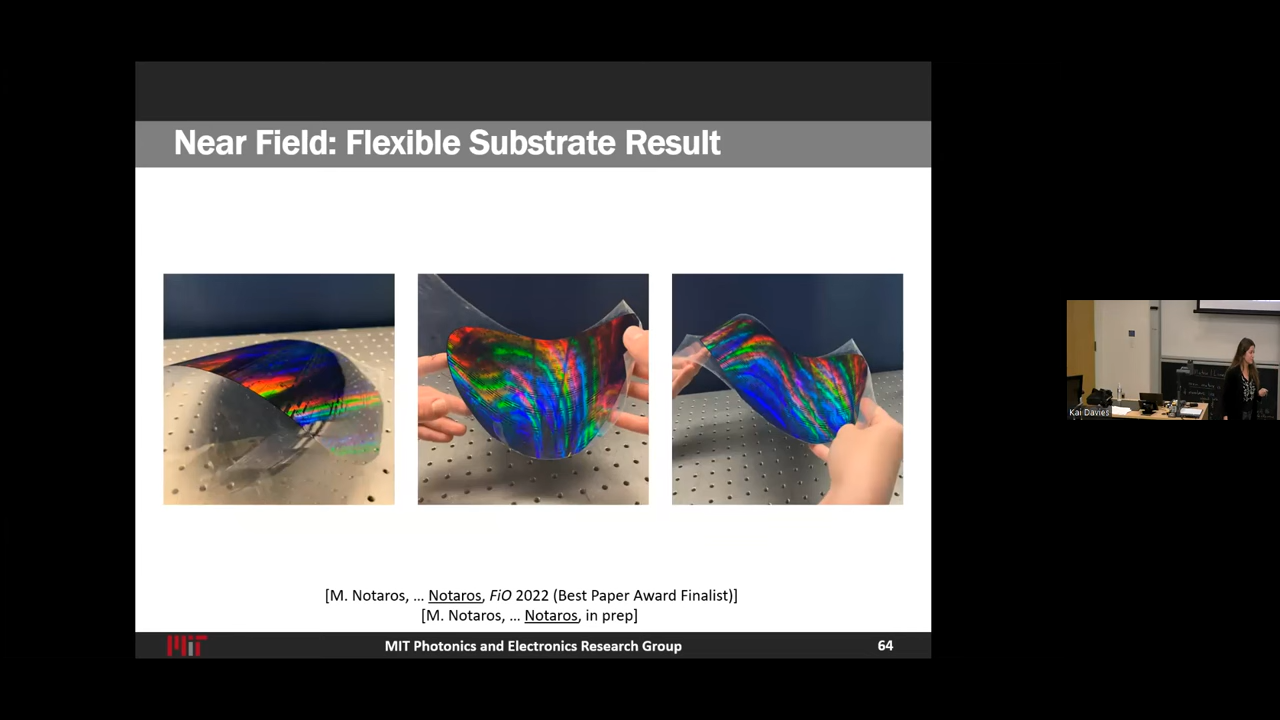 Near Field: Flexible Substrate Result
[M. Notaros, ... Notaros, FiO 2022 (Best Paper Award Finalist)]
[M. Notaros, ... Notaros, in prep]
MIT
MIT Photonics and Electronics Research Group
64
Kai Davies